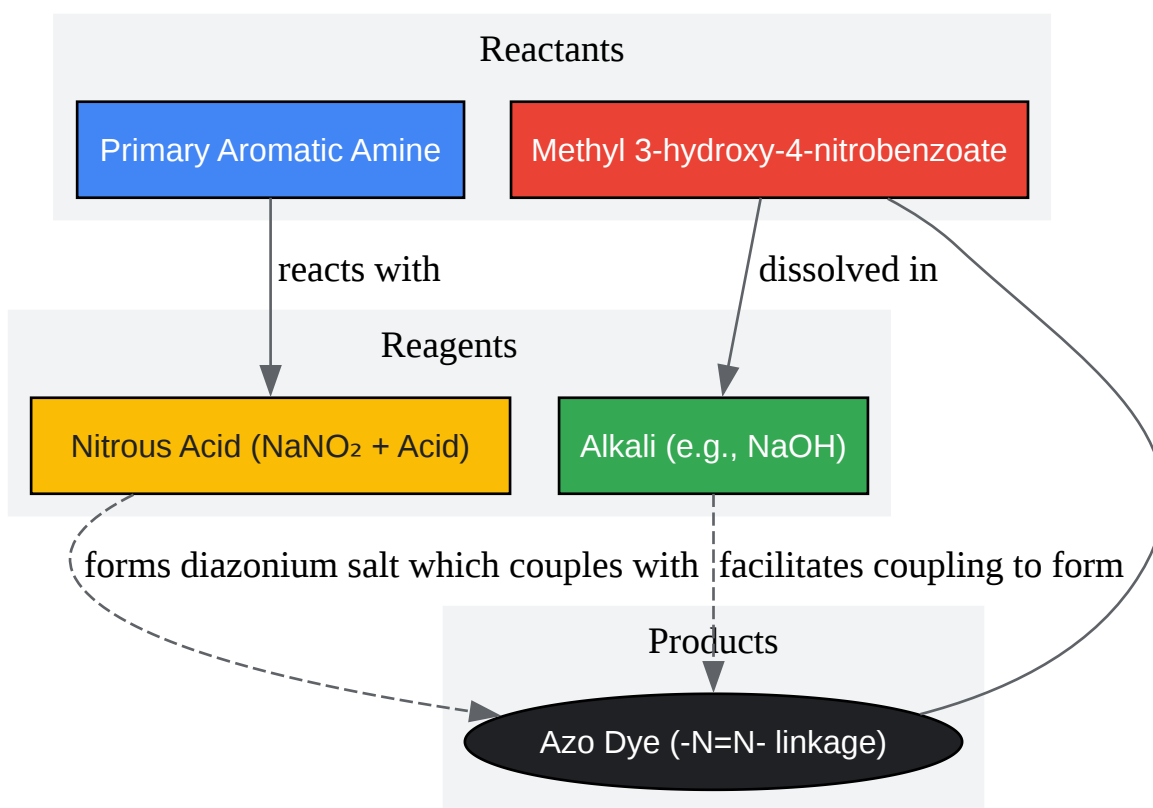 Reactants
Primary Aromatic Amine
Methyl 3-hydroxy-4-nitrobenzoate
reacts with
dissolved in
Reagents
Nitrous Acid (NaNO₂ + Acid)
Alkali (e.g., NaOH)
forms diazonium salt which couples with
facilitates coupling to form
Products
Azo Dye (-N=N- linkage)